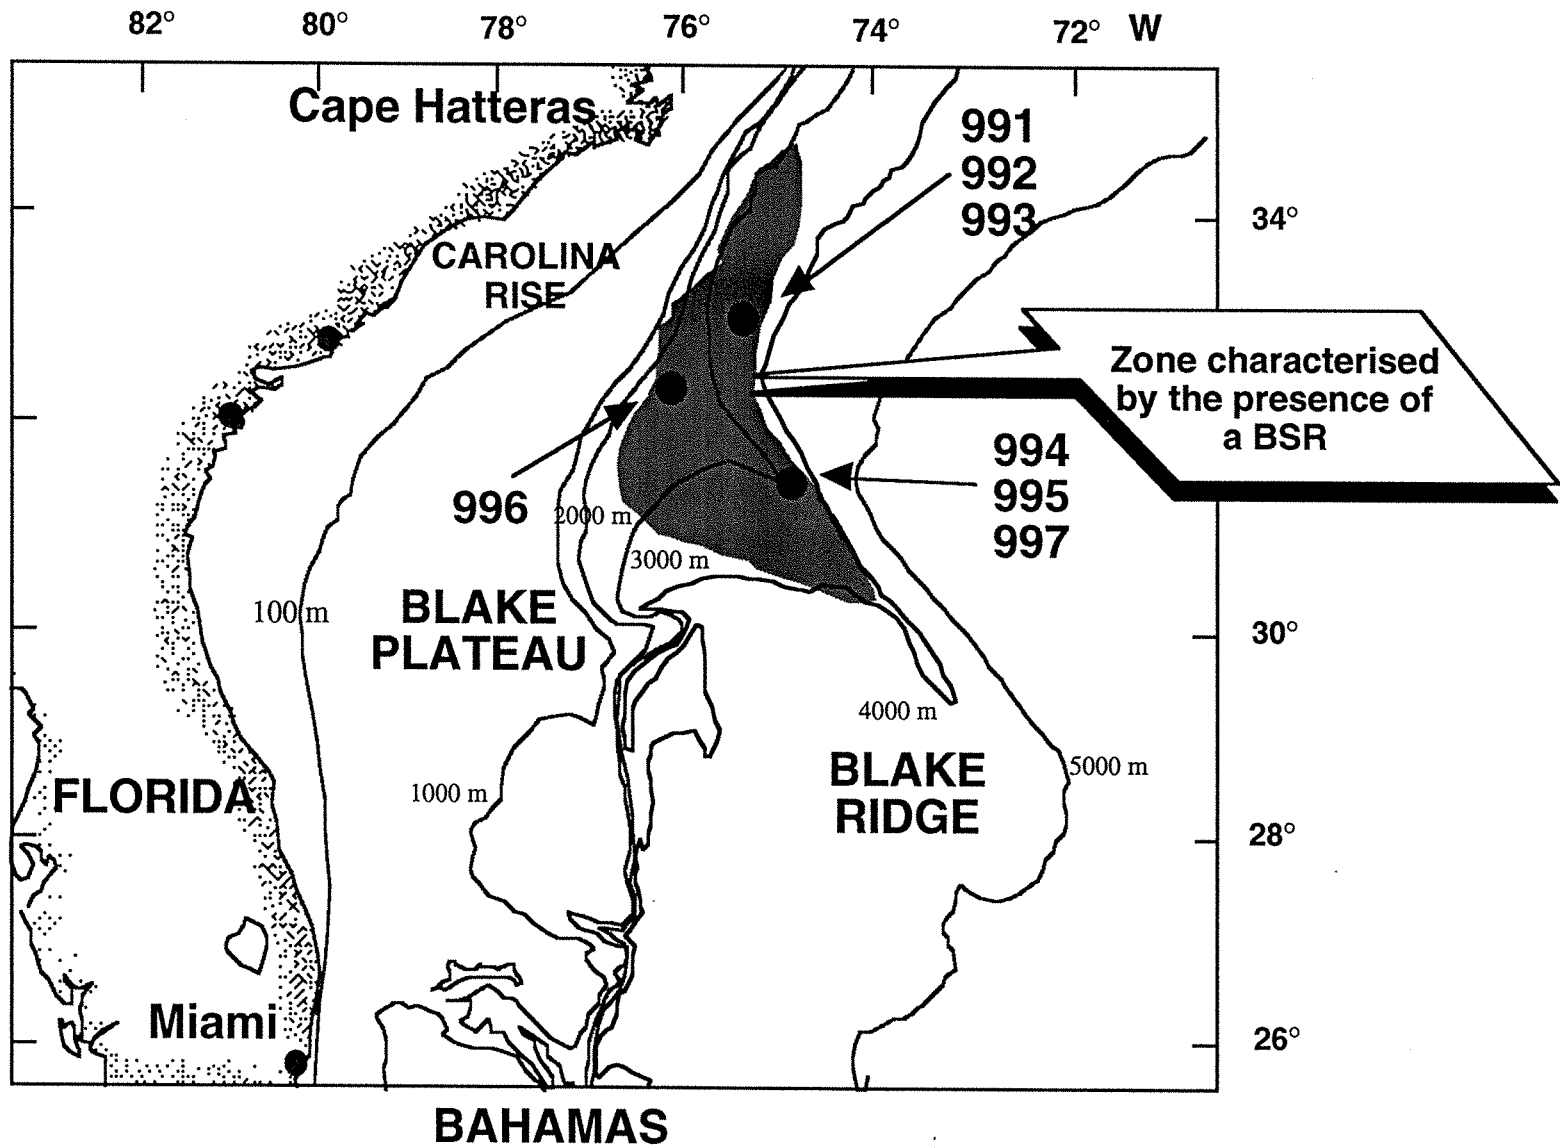 82° 80° 78° 76° 74° 72° W
Cape Hatteras
991
992
993
34°
CAROLINA
RISE
Zone characterised
by the presence of
a BSR
994
995
997
996
2000 m
3000 m
100 m
BLAKE
PLATEAU
30°
4000 m
BLAKE
RIDGE
5000 m
1000 m
FLORIDA
28°
Miami
26°
BAHAMAS